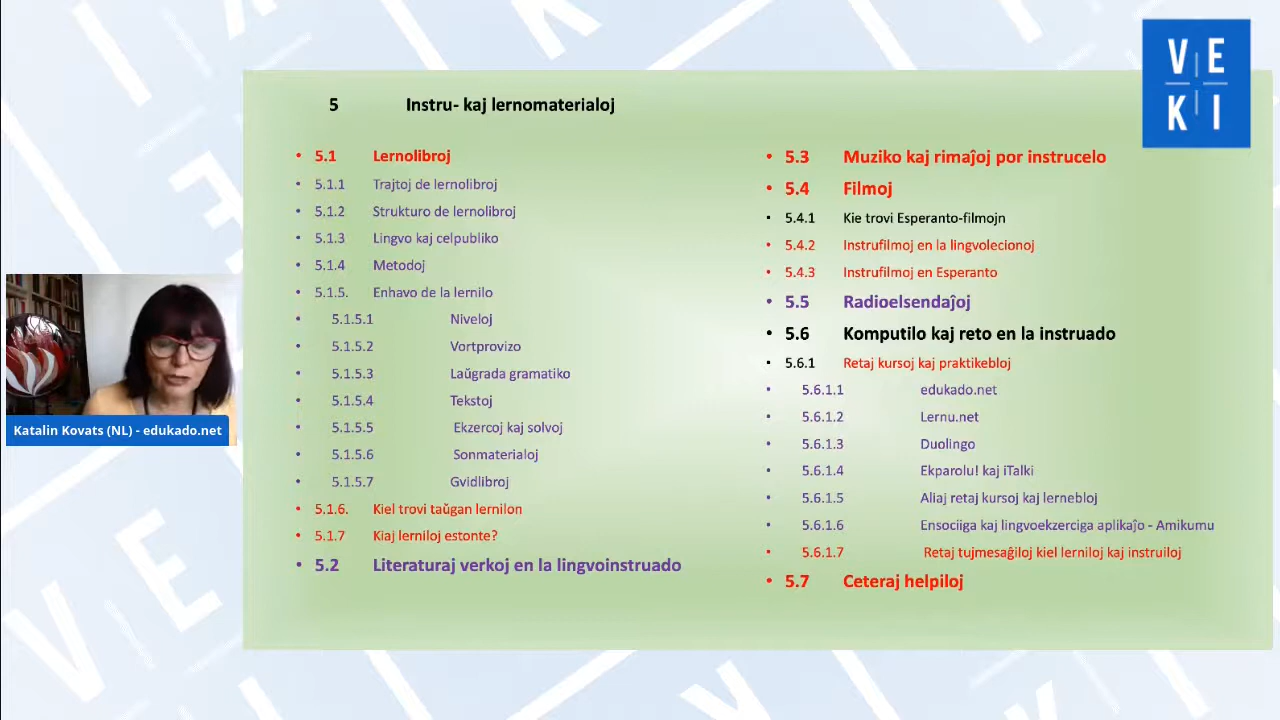 VE
KI
5 Instru- kaj lernomaterialoj
• 5.1 Lernolibroj
• 5.1.1 Trajtoj de lernolibroj
• 5.1.2 Strukturo de lernolibroj
• 5.1.3 Lingvo kaj celpubliko
• 5.1.4 Metodoj
• 5.1.5. Enhavo de la lernilo
• 5.1.5.1 Niveloj
• 5.1.5.2 Vortprovizo
• 5.1.5.3 Laŭgrada gramatiko
• 5.1.5.4 Tekstoj
• 5.1.5.5 Ekzercoj kaj solvoj
• 5.1.5.6 Sonmaterialoj
• 5.1.5.7 Gvidlibroj
• 5.1.6. Kiel trovi taŭgan lernilon
• 5.1.7 Kiaj lerniloj estonte?
• 5.2 Literaturaj verkoj en la lingvoinstruado
• 5.3 Muziko kaj rimaĵoj por instrucelo
• 5.4 Filmoj
• 5.4.1 Kie trovi Esperanto-filmojn
• 5.4.2 Instrufilmoj en la lingvolecionoj
• 5.4.3 Instrufilmoj en Esperanto
• 5.5 Radioelsendaĵoj
• 5.6 Komputilo kaj reto en la instruado
• 5.6.1 Retaj kursoj kaj praktikebloj
• 5.6.1.1 edukado.net
• 5.6.1.2 Lernu.net
• 5.6.1.3 Duolingo
• 5.6.1.4 Ekparolu! kaj iTalki
• 5.6.1.5 Aliaj retaj kursoj kaj lernebloj
• 5.6.1.6 Ensociiga kaj lingvoekzerciga aplikaĵo - Amikumu
• 5.6.1.7 Retaj tujmesaĝiloj kiel lerniloj kaj instruiloj
• 5.7 Ceteraj helpiloj
Katalin Kovats (NL) - edukado.net